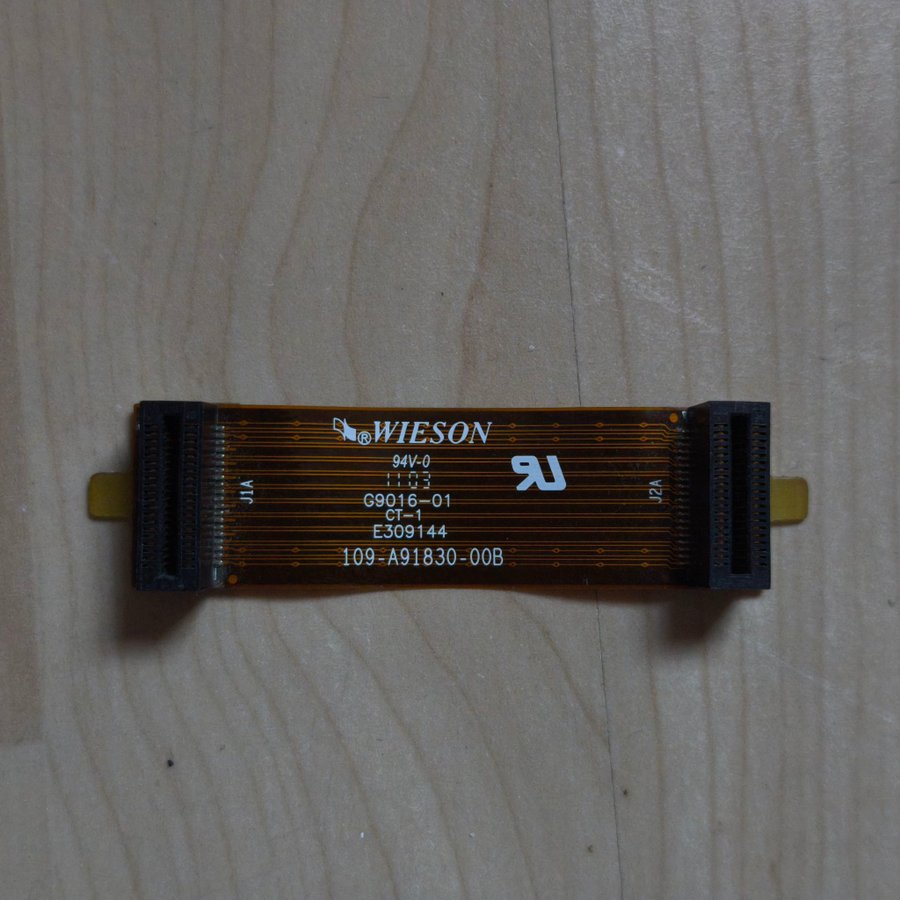 ® WIESON
94V-0
1103
G9016-01
CT-1
E309144
109-A91830-00B
J1A
J2A